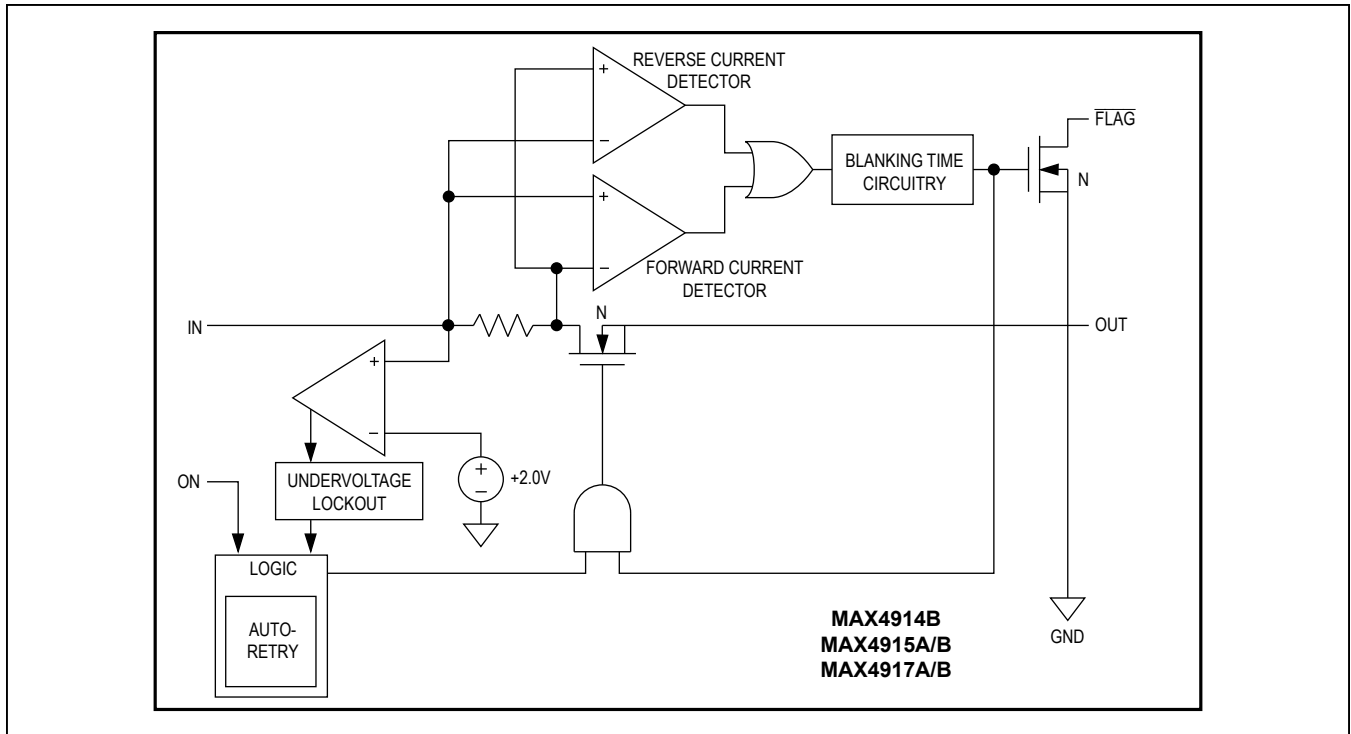 REVERSE CURRENT
DETECTOR
+
−
FLAG
BLANKING TIME
CIRCUITRY
N
+
−
FORWARD CURRENT
DETECTOR
IN
N
OUT
+
−
ON
UNDERVOLTAGE
LOCKOUT
+
−
+2.0V
LOGIC
AUTO-
RETRY
MAX4914B
MAX4915A/B
MAX4917A/B
GND